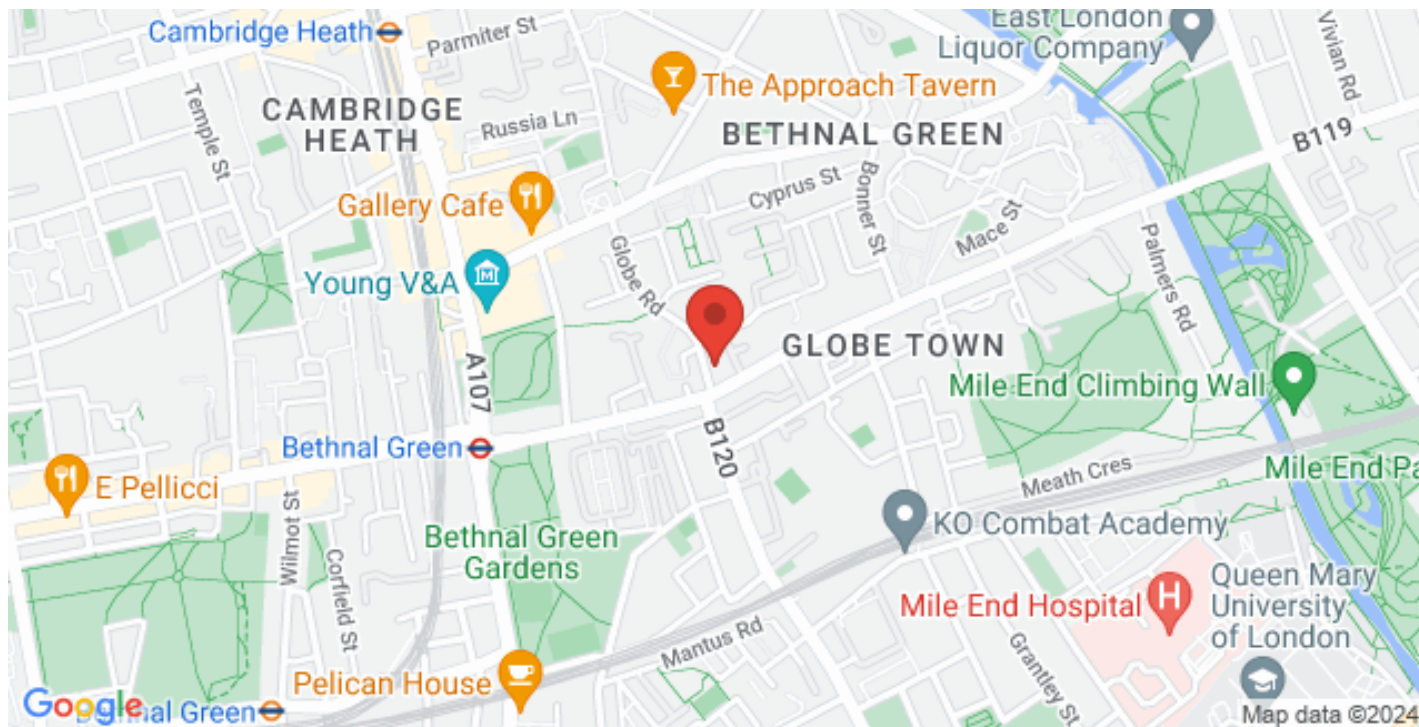 Cambridge Heath
Parmiter St
East London
Liquor Company
Vivian Rd
The Approach Tavern
Temple St
CAMBRIDGE
HEATH
Russia Ln
BETHNAL GREEN
B119
Gallery Cafe
Cyprus St
Bonner St
Mace St
Globe Rd
Palmers Rd
Young V&A
GLOBE TOWN
A107
Mile End Climbing Wall
Bethnal Green
B120
E Pellicci
Meath Cres
Mile End Pa
Wilmot St
Corfield St
Bethnal Green
Gardens
KO Combat Academy
Mile End Hospital
Queen Mary
University
of London
Mantus Rd
Grantley St
Pelican House
Google
nal Green
Map data ©2024